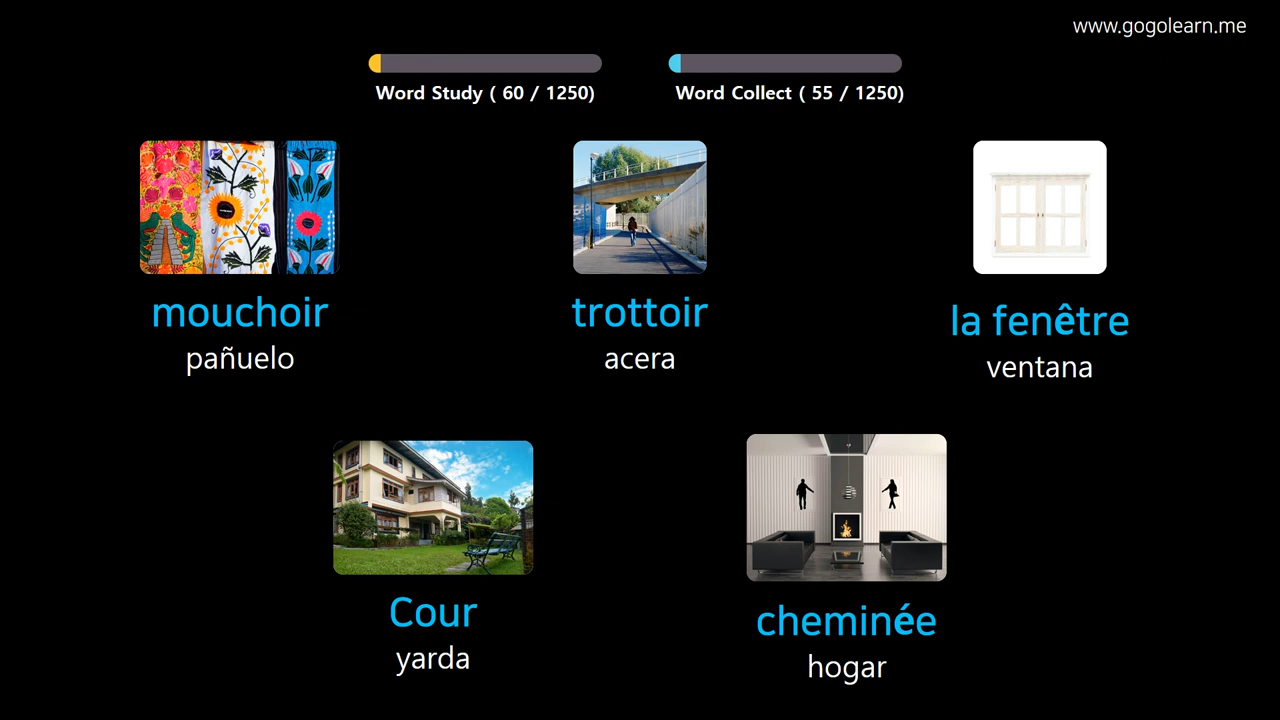 www.gogolearn.me
Word Study ( 60 / 1250)
Word Collect ( 55 / 1250)
mouchoir
pañuelo
trottoir
acera
la fenêtre
ventana
Cour
yarda
cheminée
hogar